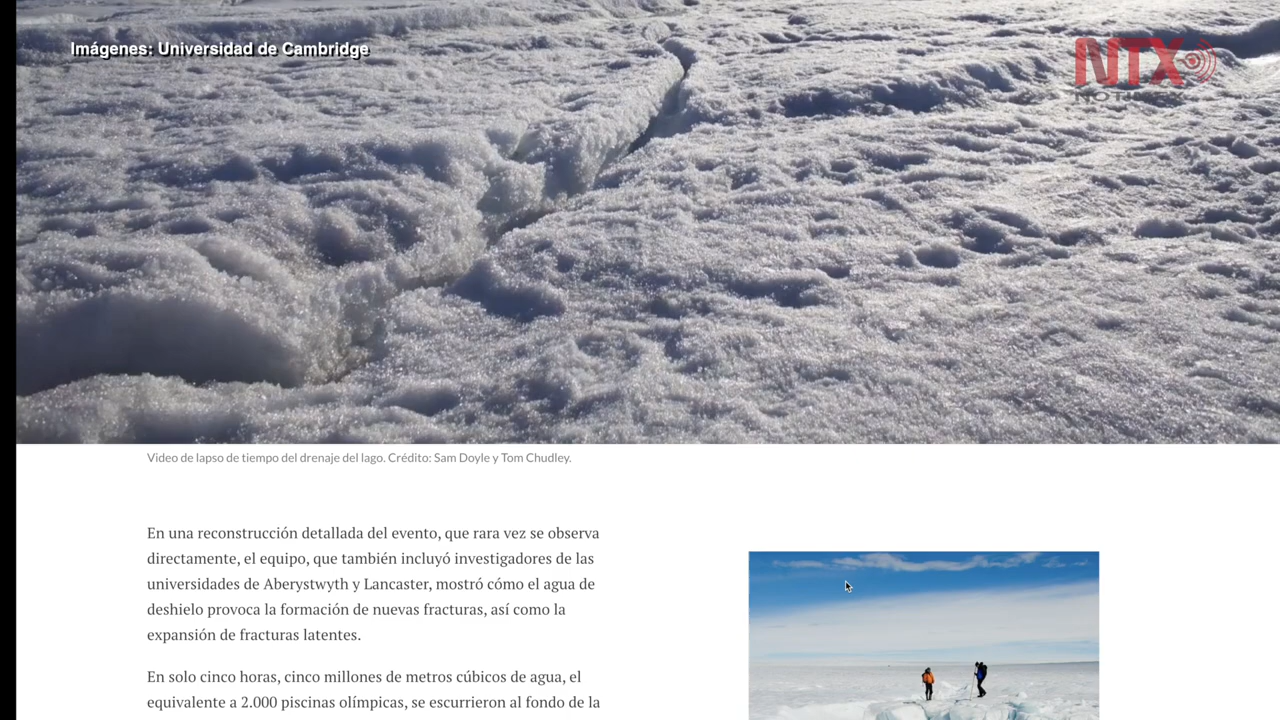 Imágenes: Universidad de Cambridge
NTX
Video de lapso de tiempo del drenaje del lago. Crédito: Sam Doyle y Tom Chudley.
En una reconstrucción detallada del evento, que rara vez se observa
directamente, el equipo, que también incluyó investigadores de las
universidades de Aberystwyth y Lancaster, mostró cómo el agua de
deshielo provoca la formación de nuevas fracturas, así como la
expansión de fracturas latentes.
En solo cinco horas, cinco millones de metros cúbicos de agua, el
equivalente a 2.000 piscinas olímpicas, se escurrieron al fondo de la